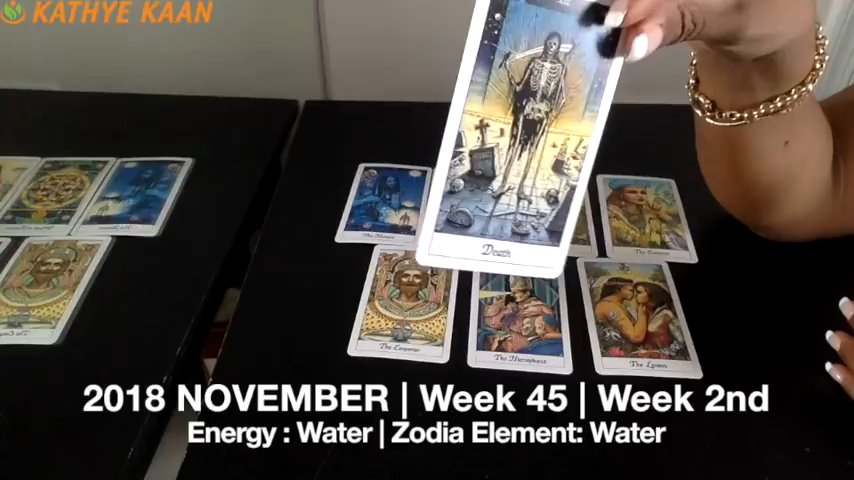 KATHYE KAAN
Death
The Empress
The Emperor
The Hierophant
The Lovers
2018 NOVEMBER | Week 45 | Week 2nd
Energy : Water | Zodia Element: Water